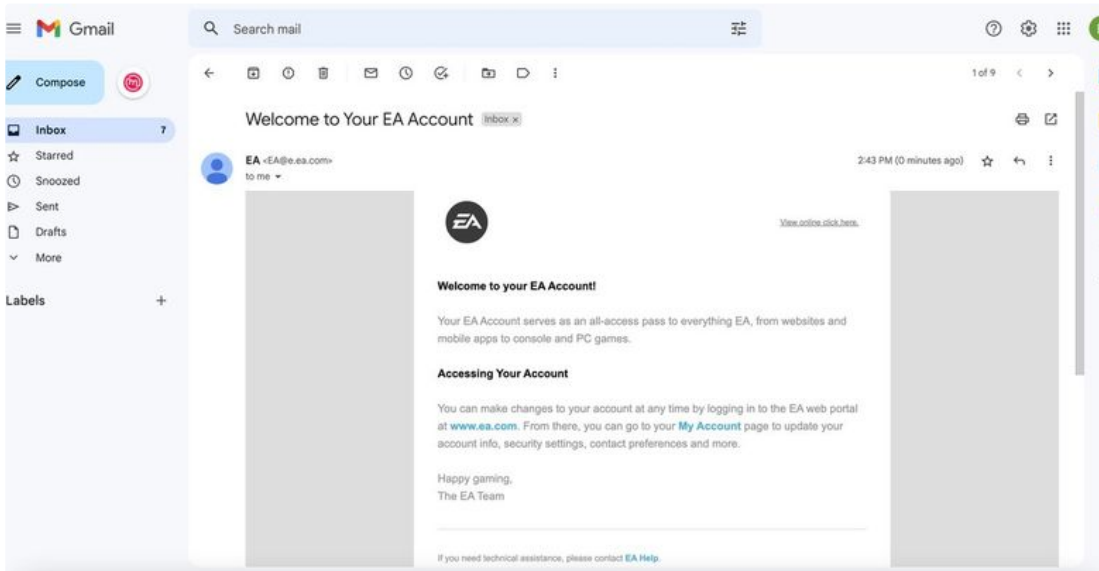 Gmail
Search mail
Compose
1 of 9
Inbox 7
Starred
Snoozed
Sent
Drafts
More
Labels
Welcome to Your EA Account Inbox x
EA <EA@e.ea.com>
to me
2:43 PM (0 minutes ago)
EA
View online click here.
Welcome to your EA Account!
Your EA Account serves as an all-access pass to everything EA, from websites and
mobile apps to console and PC games.
Accessing Your Account
You can make changes to your account at any time by logging in to the EA web portal
at www.ea.com. From there, you can go to your My Account page to update your
account info, security settings, contact preferences and more.
Happy gaming,
The EA Team
If you need technical assistance, please contact EA Help.